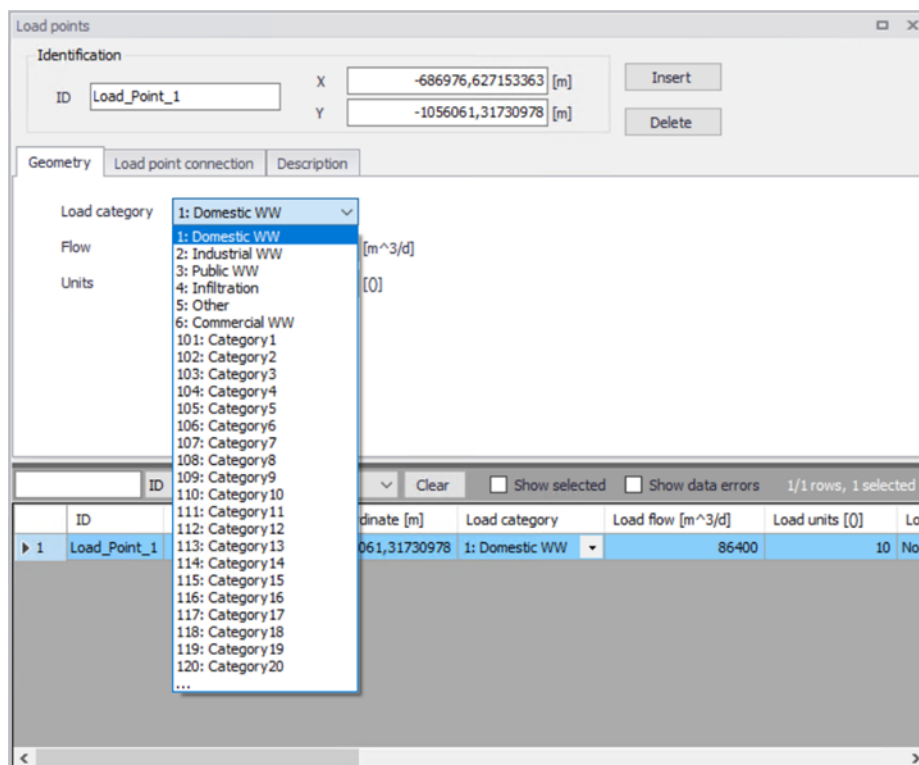 Load points
Identification
ID Load_Point_1
X -686976,627153363 [m]
Y -1056061,31730978 [m]
Insert
Delete
Geometry Load point connection Description
Load category 1: Domestic WW
Flow [m^3/d]
Units [()]
1: Domestic WW
2: Industrial WW
3: Public WW
4: Infiltration
5: Other
6: Commercial WW
101: Category1
102: Category2
103: Category3
104: Category4
105: Category5
106: Category6
107: Category7
108: Category8
109: Category9
110: Category10
111: Category11
112: Category12
113: Category13
114: Category14
115: Category15
116: Category16
117: Category17
118: Category18
119: Category19
120: Category20
...
ID Clear Show selected Show data errors 1/1 rows, 1 selected
ID dinate [m] Load category Load flow [m^3/d] Load units [()] Lo
1 Load_Point_1 061,31730978 1: Domestic WW 86400 10 No